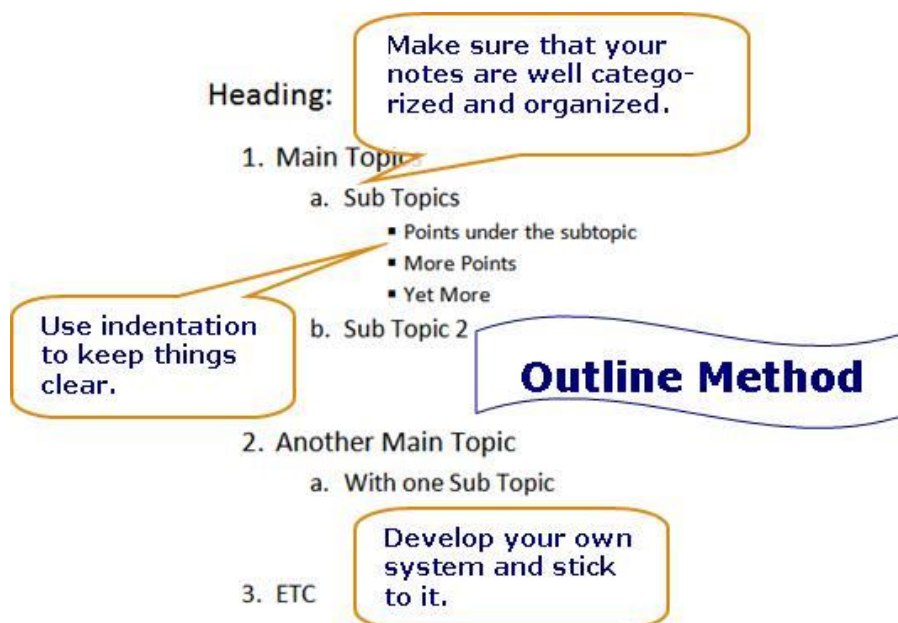 Make sure that your
notes are well catego-
rized and organized.
Heading:
1. Main Topics
a. Sub Topics
▪ Points under the subtopic
▪ More Points
▪ Yet More
Use indentation
to keep things
clear.
b. Sub Topic 2
Outline Method
2. Another Main Topic
a. With one Sub Topic
Develop your own
system and stick
to it.
3. ETC